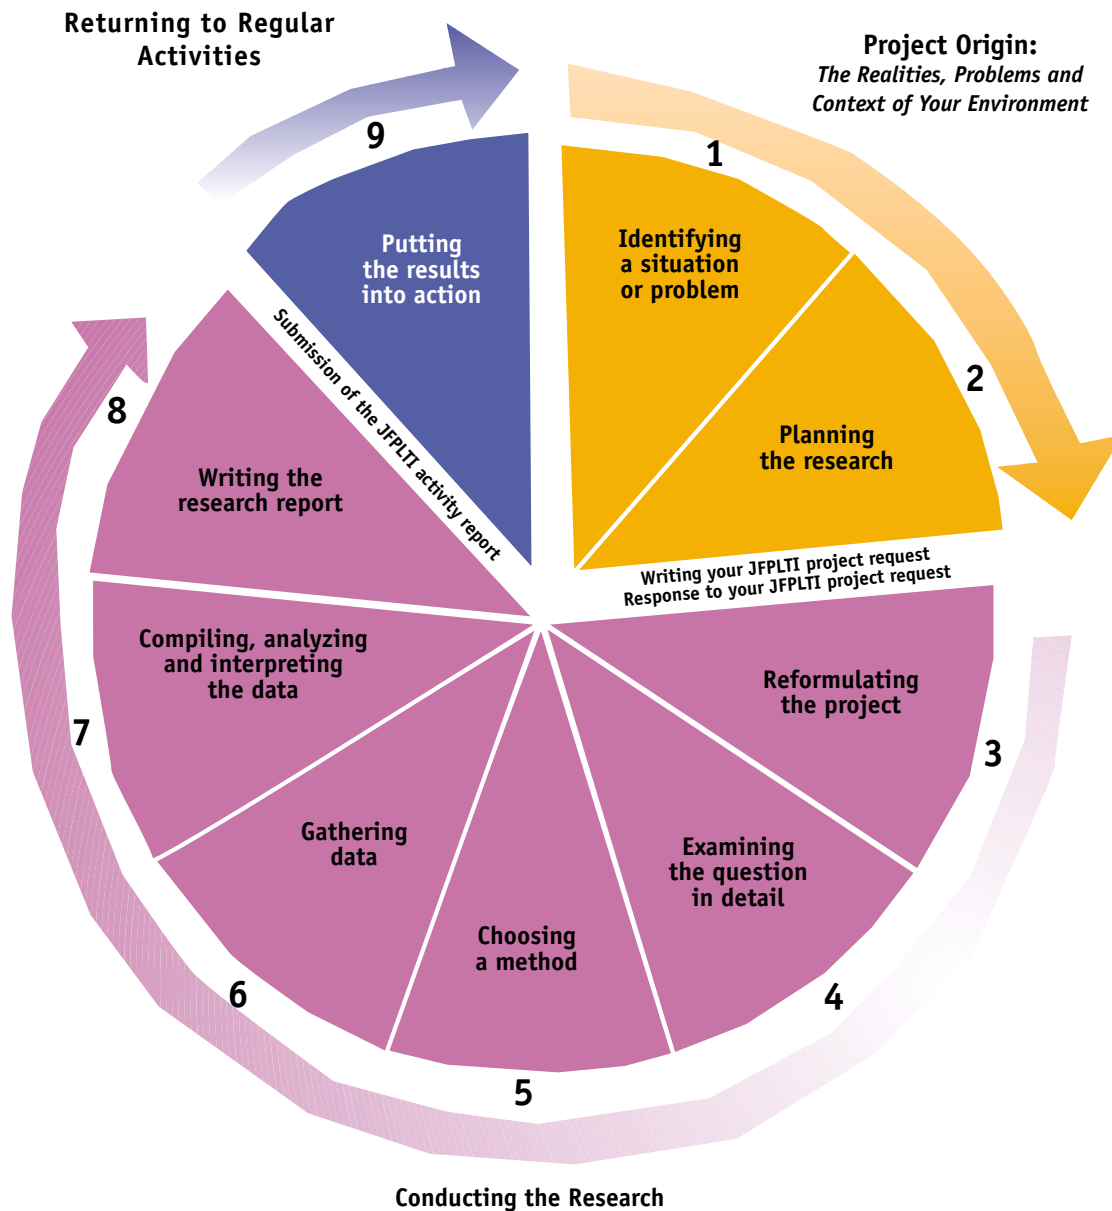 Returning to Regular
Activities
Project Origin:
The Realities, Problems and
Context of Your Environment
1
Identifying
a situation
or problem
2
Planning
the research
Writing your JFPLTI project request
Response to your JFPLTI project request
3
Reformulating
the project
4
Examining
the question
in detail
5
Choosing
a method
6
Gathering
data
7
Compiling, analyzing
and interpreting
the data
8
Writing the
research report
Submission of the JFPLTI activity report
9
Putting
the results
into action
Conducting the Research